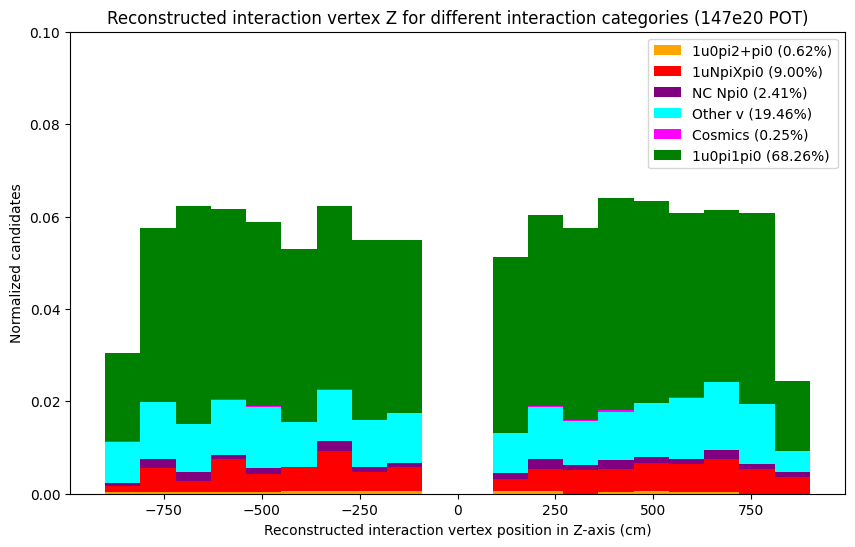 Reconstructed interaction vertex Z for different interaction categories (147e20 POT)
0.10
0.08
0.06
0.04
0.02
0.00
Normalized candidates
1u0pi2+pi0 (0.62%)
1uNpiXpi0 (9.00%)
NC Npi0 (2.41%)
Other v (19.46%)
Cosmics (0.25%)
1u0pi1pi0 (68.26%)
−750
−500
−250
0
250
500
750
Reconstructed interaction vertex position in Z-axis (cm)